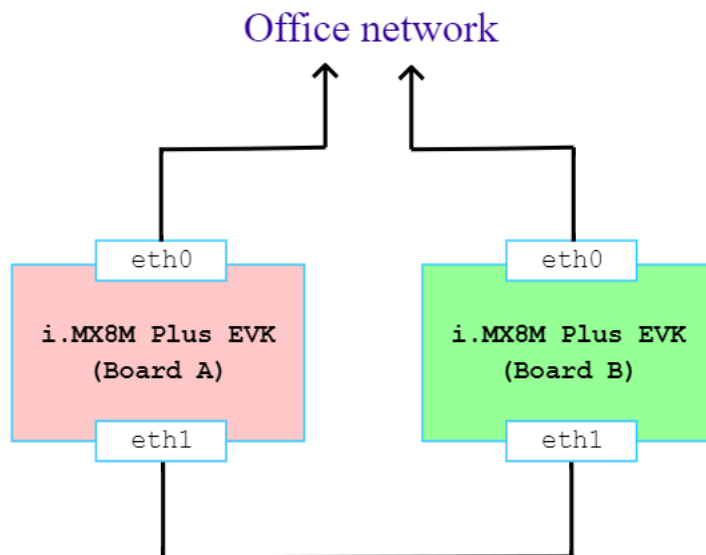 Office network
eth0
eth0
i.MX8M Plus EVK
(Board A)
i.MX8M Plus EVK
(Board B)
eth1
eth1